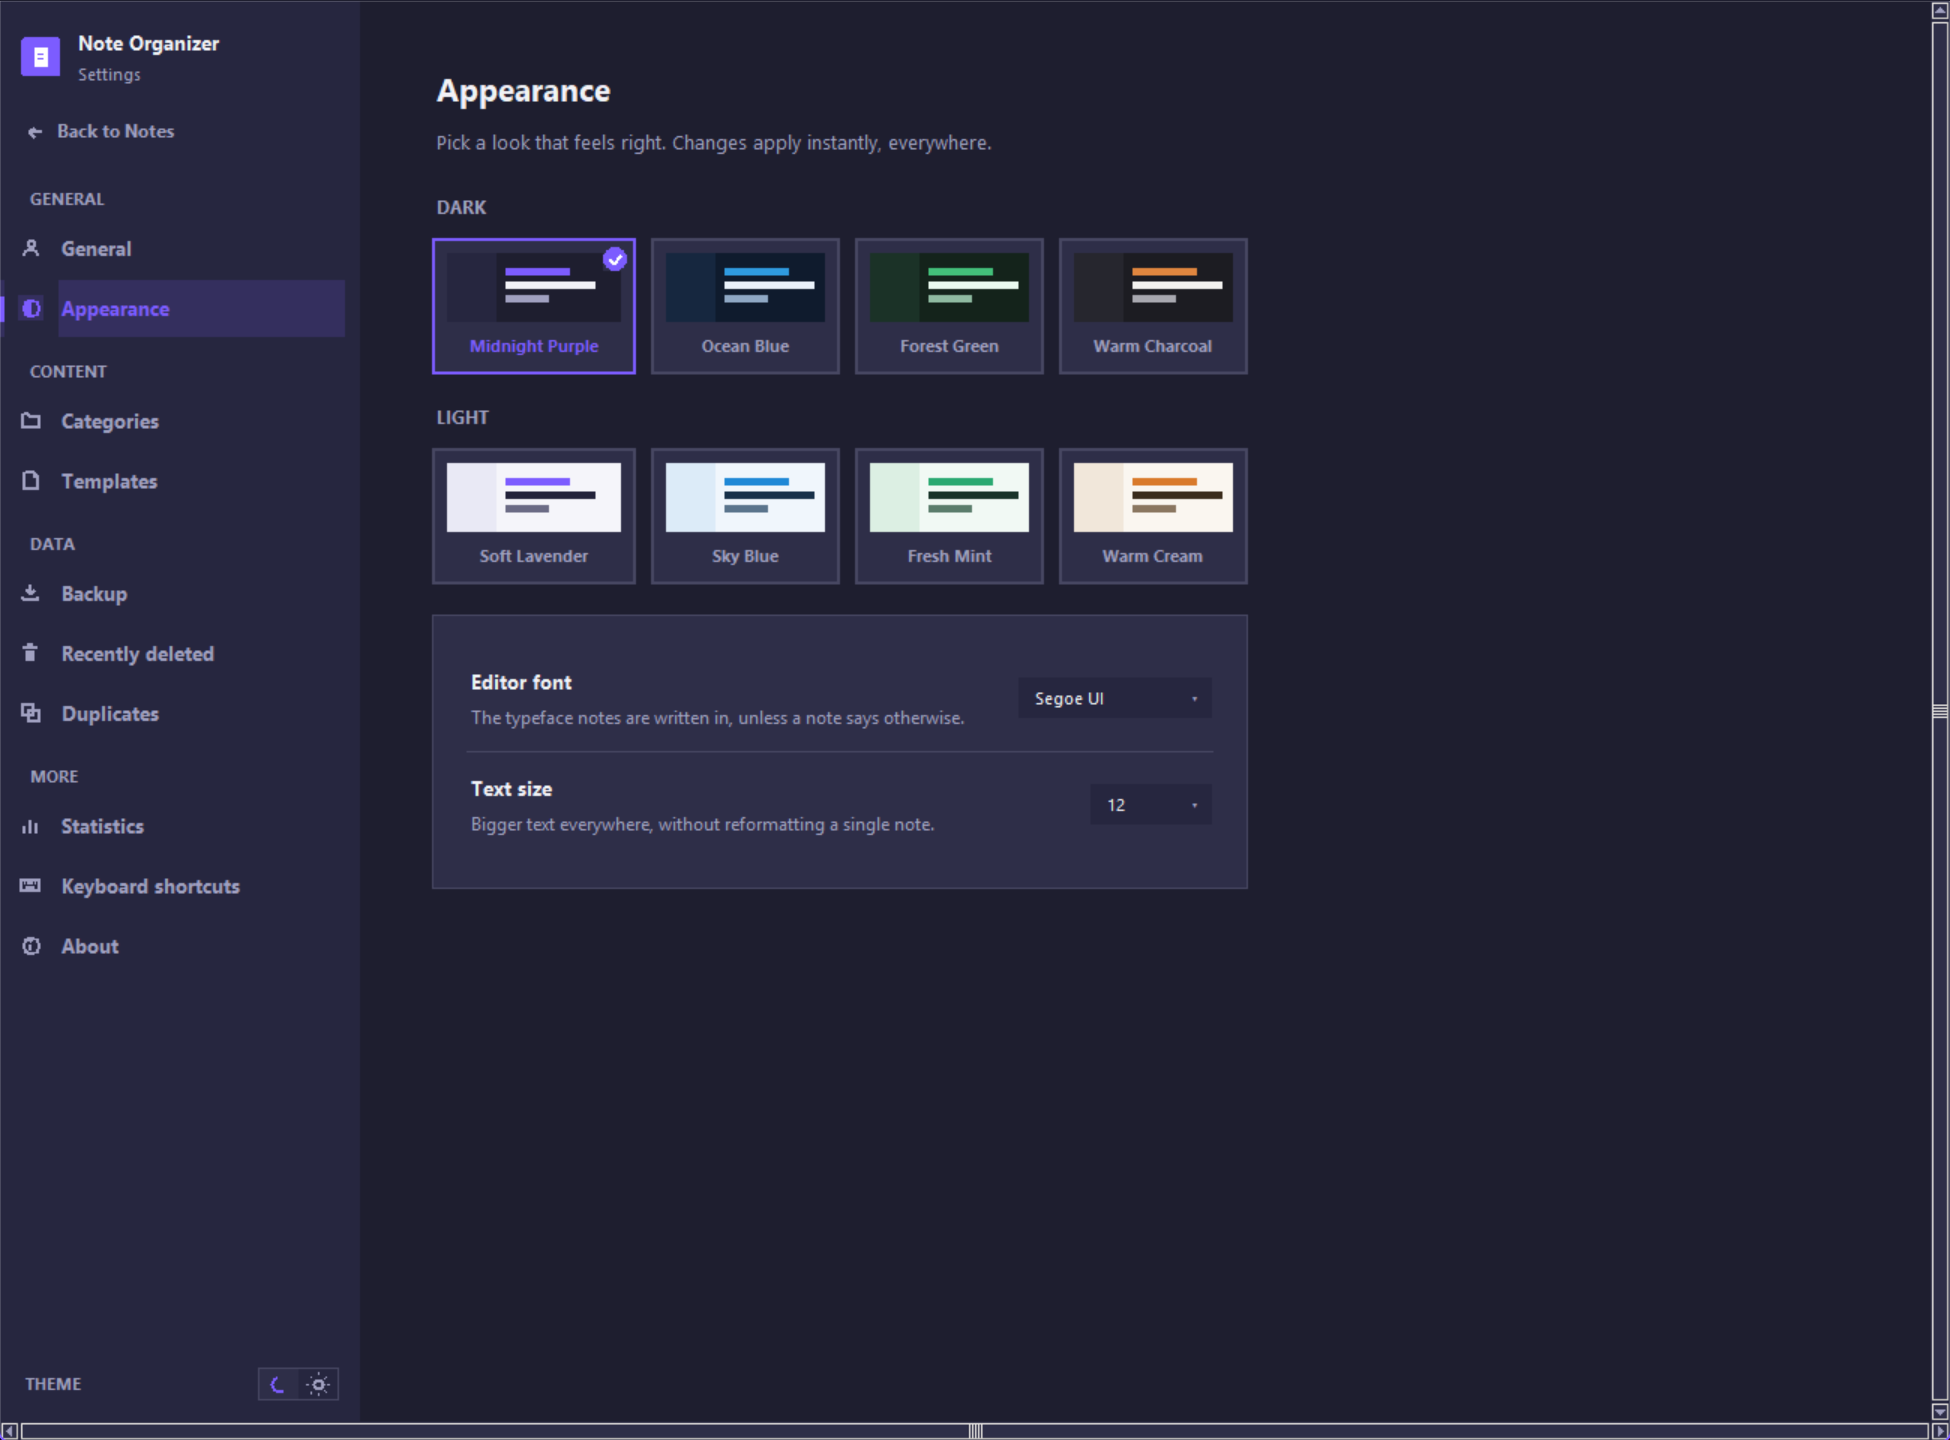 Note Organizer
Settings
Back to Notes
GENERAL
General
Appearance
CONTENT
Categories
Templates
DATA
Backup
Recently deleted
Duplicates
MORE
Statistics
Keyboard shortcuts
About
THEME
Appearance
Pick a look that feels right. Changes apply instantly, everywhere.
DARK
Midnight Purple
Ocean Blue
Forest Green
Warm Charcoal
LIGHT
Soft Lavender
Sky Blue
Fresh Mint
Warm Cream
Editor font
The typeface notes are written in, unless a note says otherwise.
Segoe UI
Text size
Bigger text everywhere, without reformatting a single note.
12